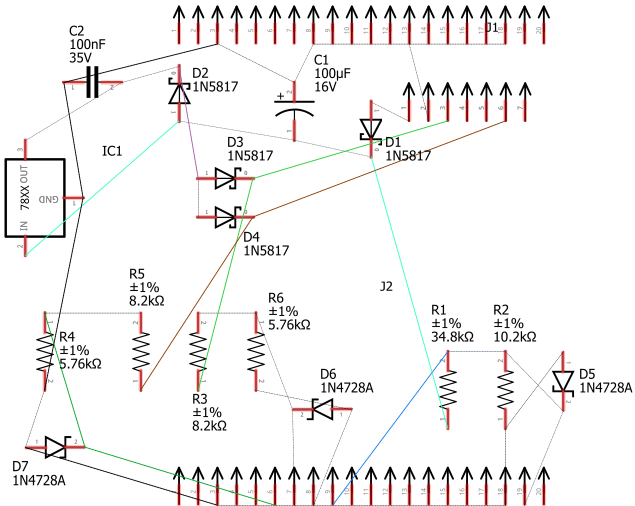 J1
C2
100nF
35V
C1
100µF
16V
D2
1N5817
D1
1N5817
D3
1N5817
D4
1N5817
IC1
78XX
OUT
GND
IN
J2
R5
±1%
8.2kΩ
R4
±1%
5.76kΩ
R3
±1%
8.2kΩ
R6
±1%
5.76kΩ
R1
±1%
34.8kΩ
R2
±1%
10.2kΩ
D6
1N4728A
D5
1N4728A
D7
1N4728A